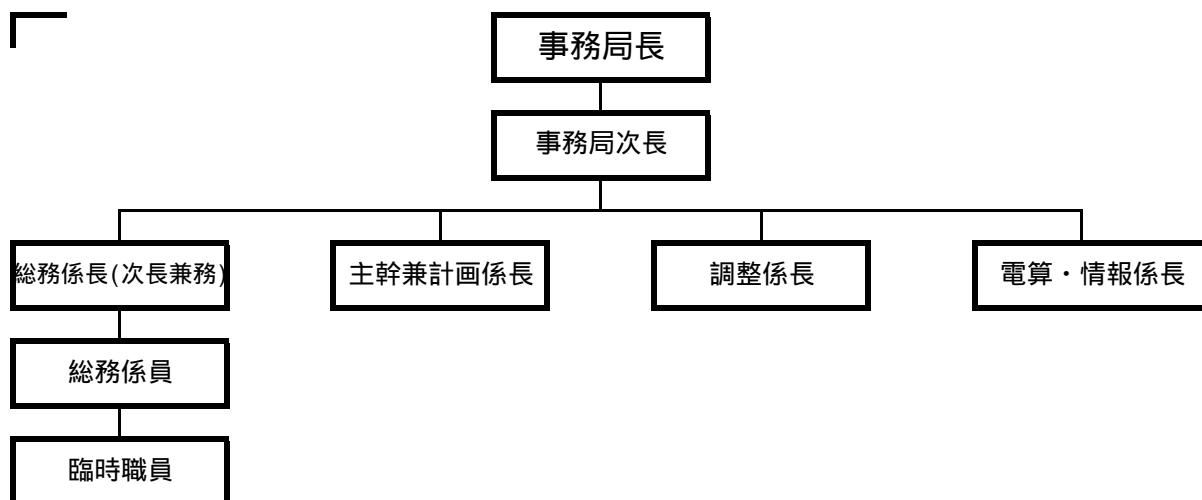 事務局長
事務局次長
総務係長(次長兼務)
主幹兼計画係長
調整係長
電算・情報係長
総務係員
臨時職員